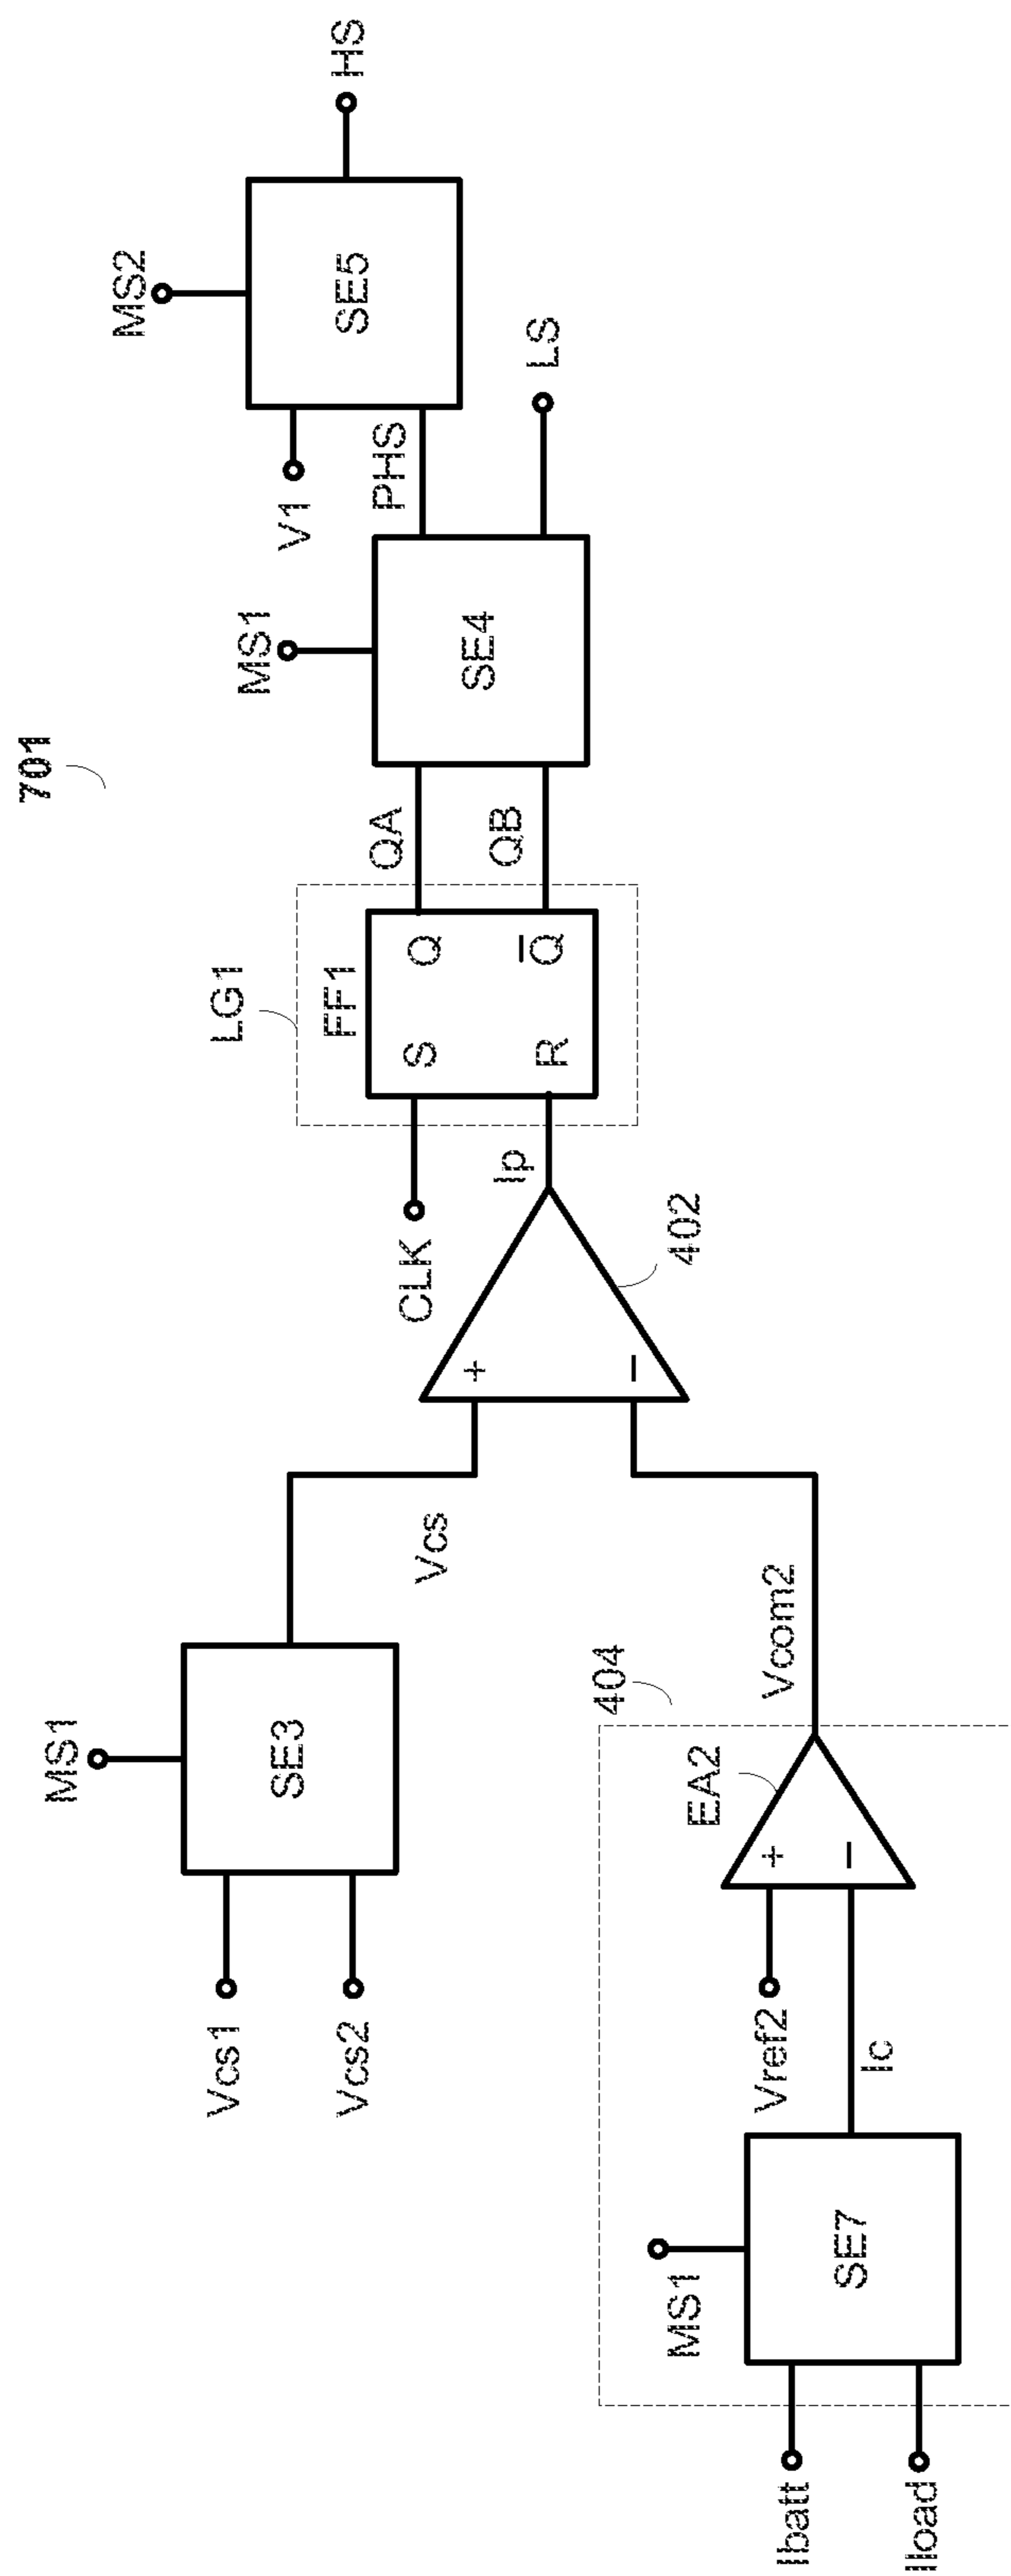 701
MS1
Vcs1
Vcs2
SE3
Vcs
MS1
Ibatt
Iload
SE7
Ic
Vref2
+
−
EA2
404
Vcom2
+
−
402
Ip
CLK
LG1
FF1
S
R
Q
Q̅
QA
QB
MS1
SE4
PHS
LS
V1
MS2
SE5
HS